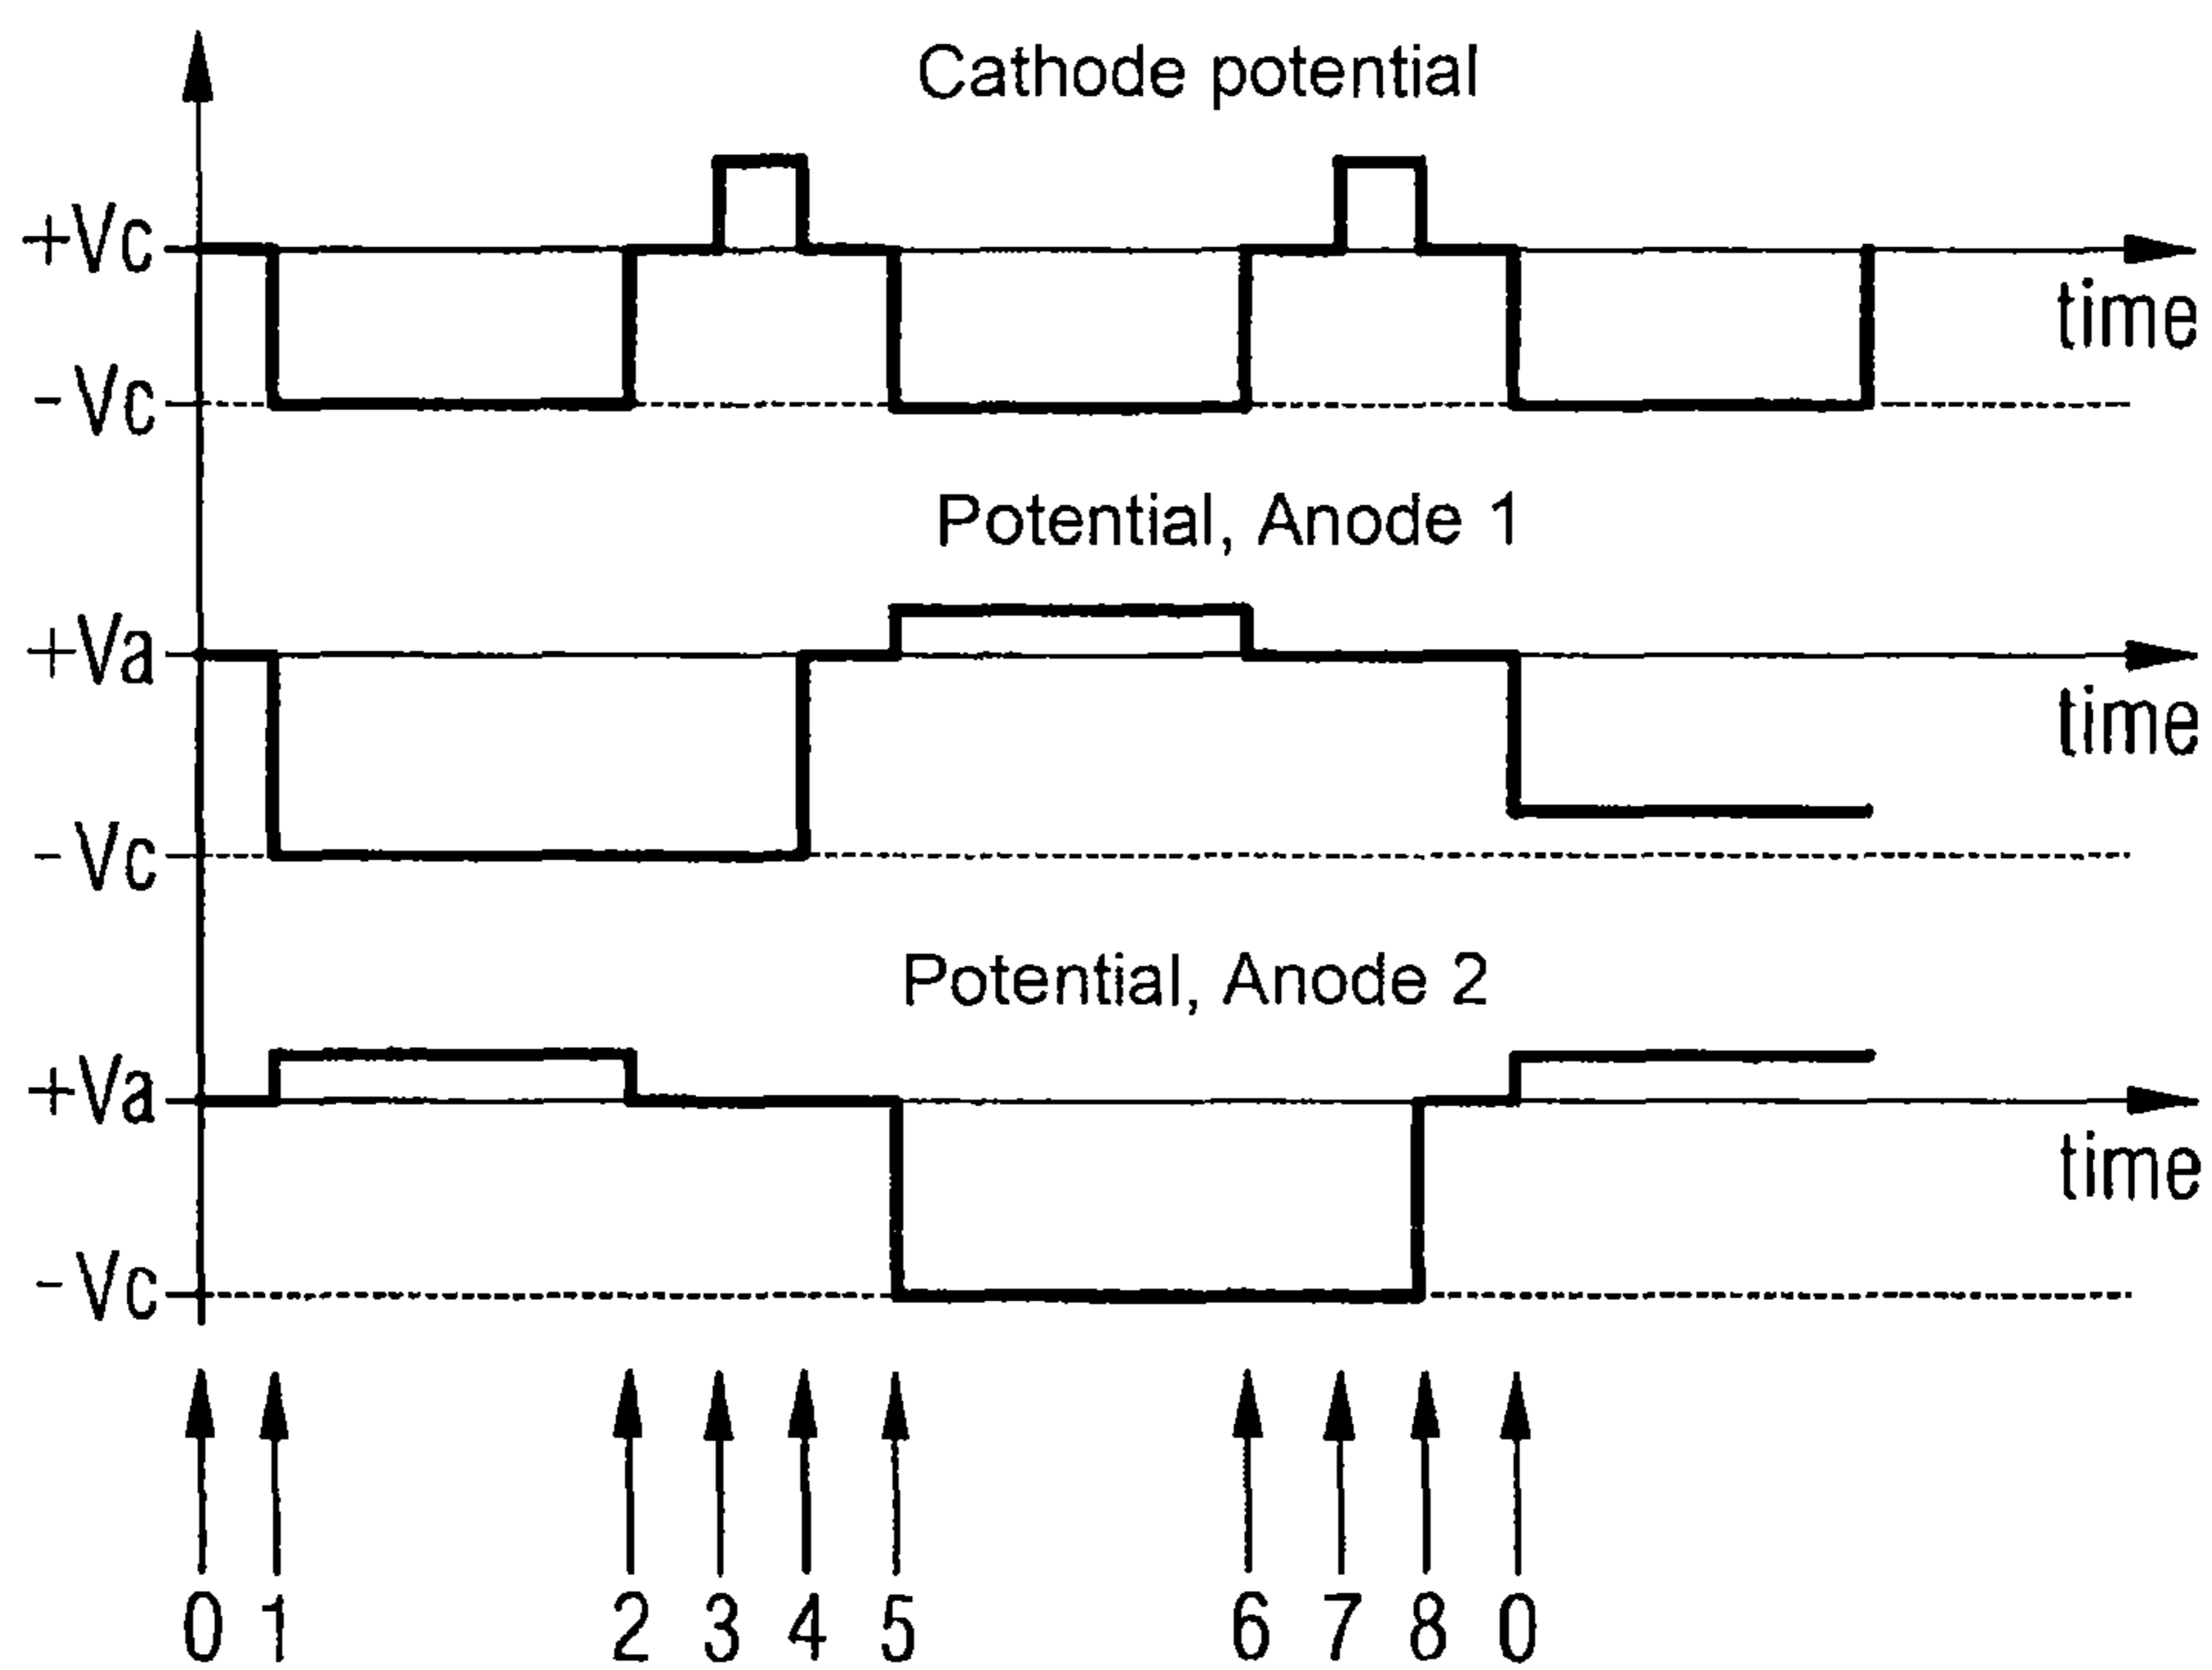 Cathode potential
+Vc
time
-Vc
Potential, Anode 1
+Va
time
-Vc
Potential, Anode 2
+Va
time
-Vc
0 1 2 3 4 5 6 7 8 0